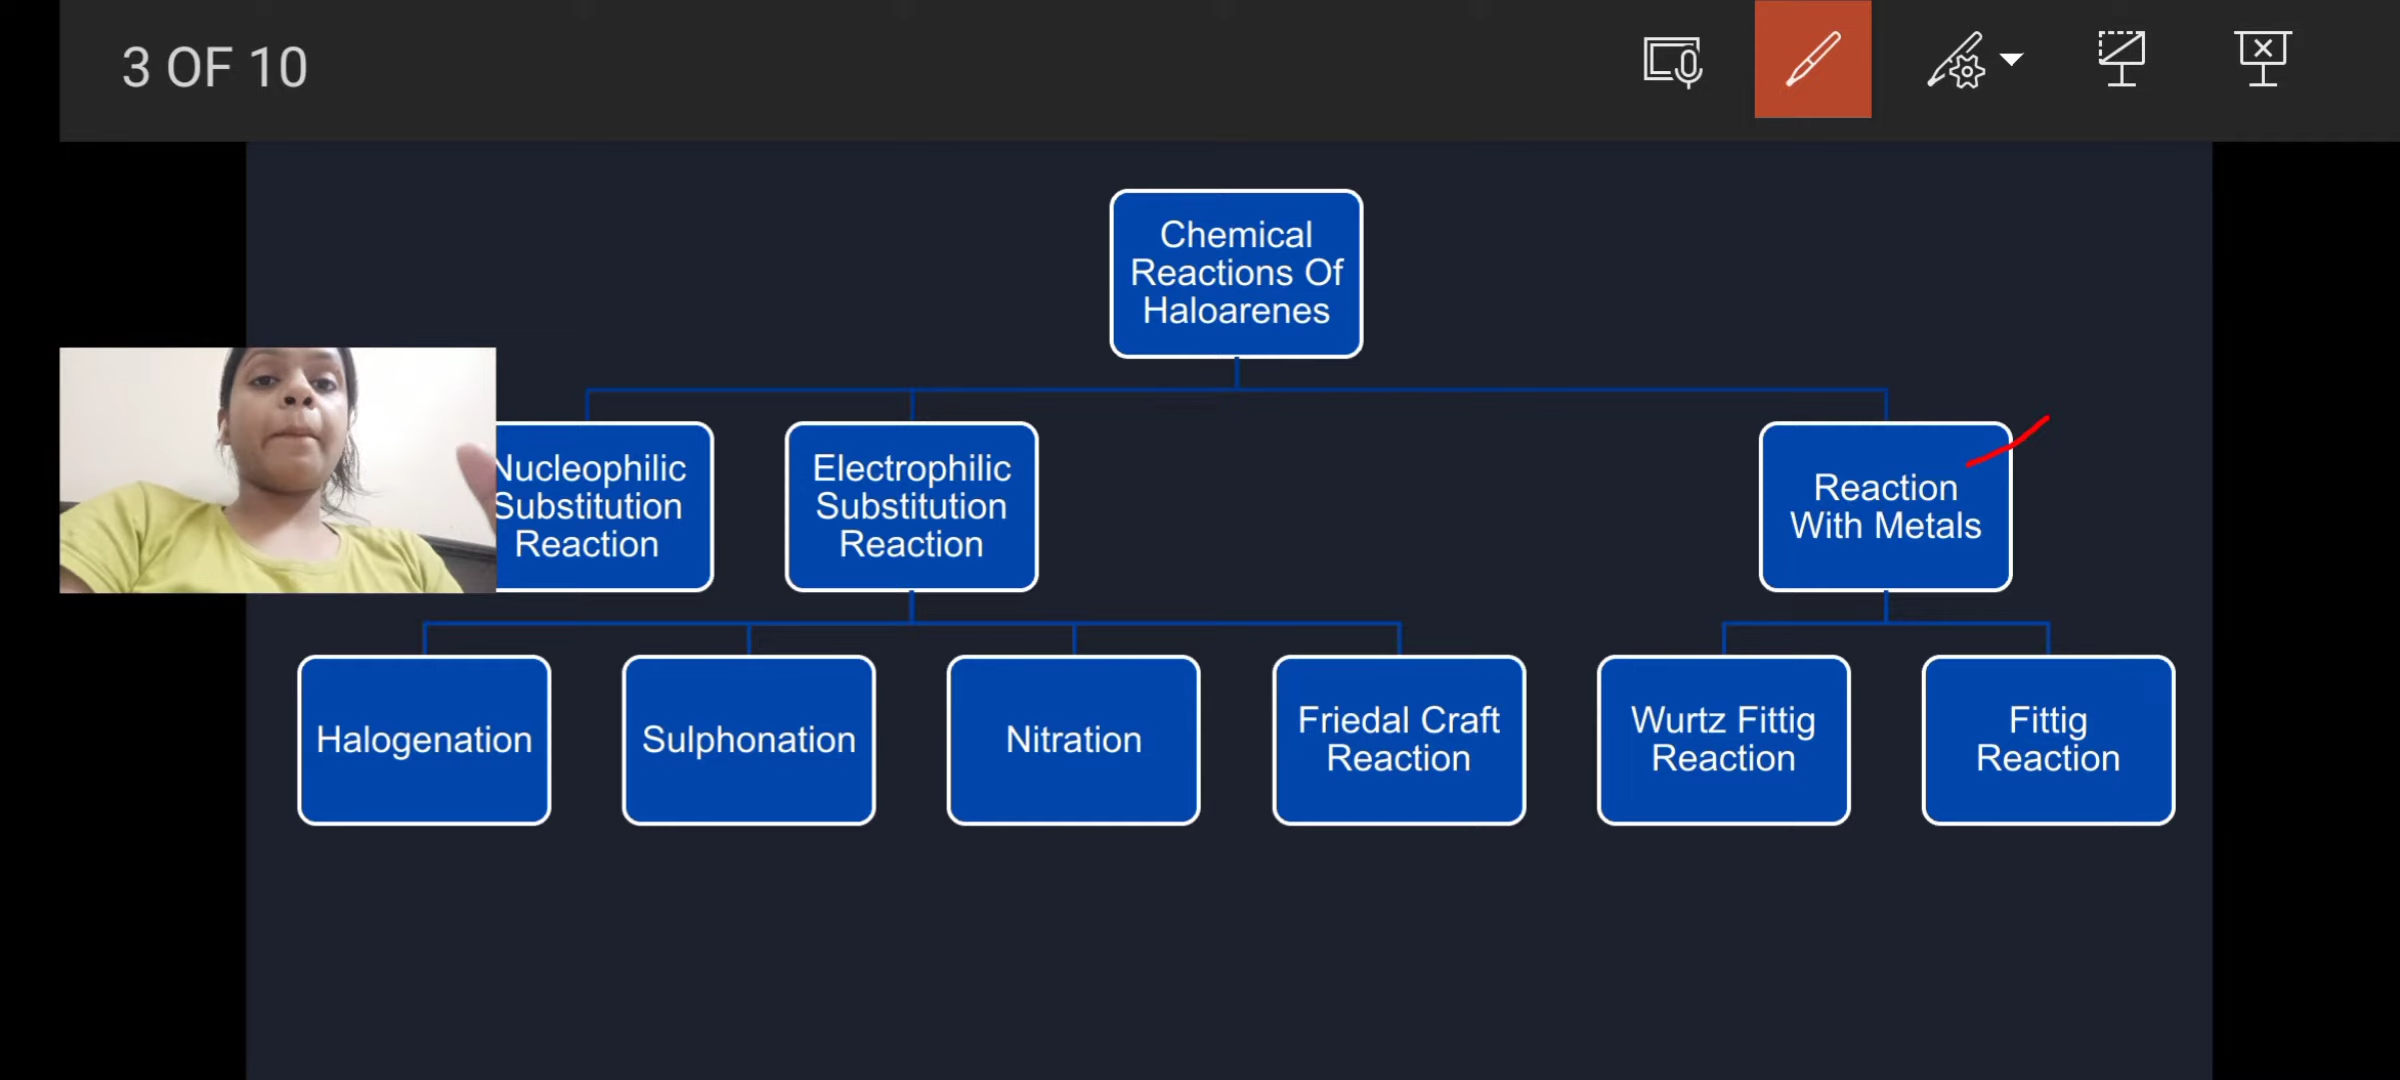 3 OF 10
Chemical
Reactions Of
Haloarenes
Nucleophilic
Substitution
Reaction
Electrophilic
Substitution
Reaction
Reaction
With Metals
Halogenation
Sulphonation
Nitration
Friedal Craft
Reaction
Wurtz Fittig
Reaction
Fittig
Reaction